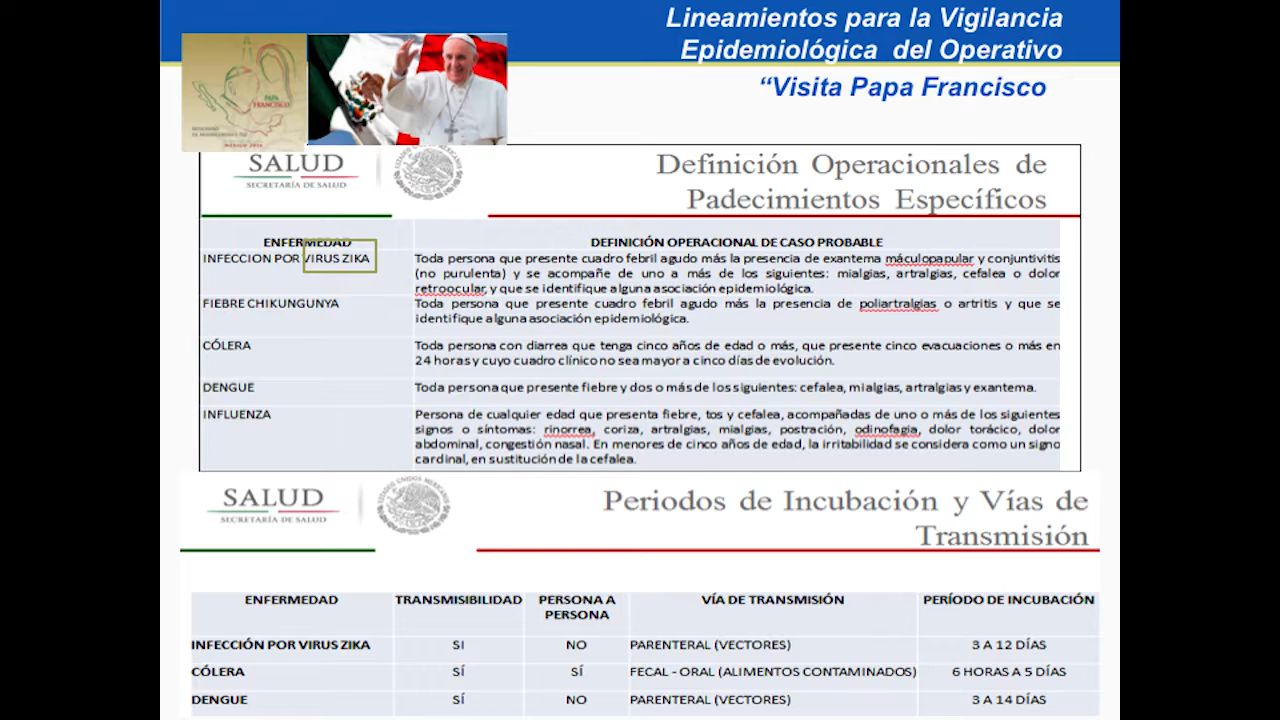 Lineamientos para la Vigilancia
Epidemiológica del Operativo
“Visita Papa Francisco
PAPA
FRANCISCO
MÉXICO 2016
SALUD
SECRETARÍA DE SALUD
Definición Operacionales de
Padecimientos Específicos
ENFERMEDAD
DEFINICIÓN OPERACIONAL DE CASO PROBABLE
INFECCION POR VIRUS ZIKA
Toda persona que presente cuadro febril agudo más la presencia de exantema máculopapular y conjuntivitis
(no purulenta) y se acompañe de uno a más de los siguientes: mialgias, artralgias, cefalea o dolor
retroocular, y que se identifique alguna asociación epidemiológica.
FIEBRE CHIKUNGUNYA
Toda persona que presente cuadro febril agudo más la presencia de poliartralgias o artritis y que se
identifique alguna asociación epidemiológica.
CÓLERA
Toda persona con diarrea que tenga cinco años de edad o más, que presente cinco evacuaciones o más en
24 horas y cuyo cuadro clínico no sea mayor a cinco días de evolución.
DENGUE
Toda persona que presente fiebre y dos o más de los siguientes: cefalea, mialgias, artralgias y exantema.
INFLUENZA
Persona de cualquier edad que presenta fiebre, tos y cefalea, acompañadas de uno o más de los siguientes
signos o síntomas: rinorrea, coriza, artralgias, mialgias, postración, odinofagia, dolor torácico, dolor
abdominal, congestión nasal. En menores de cinco años de edad, la irritabilidad se considera como un signo
cardinal, en sustitución de la cefalea.
SALUD
SECRETARÍA DE SALUD
Periodos de Incubación y Vías de
Transmisión
ENFERMEDAD TRANSMISIBILIDAD PERSONA A VÍA DE TRANSMISIÓN PERÍODO DE INCUBACIÓN
PERSONA
INFECCIÓN POR VIRUS ZIKA SI NO PARENTERAL (VECTORES) 3 A 12 DÍAS
CÓLERA SÍ SÍ FECAL - ORAL (ALIMENTOS CONTAMINADOS) 6 HORAS A 5 DÍAS
DENGUE SÍ NO PARENTERAL (VECTORES) 3 A 14 DÍAS